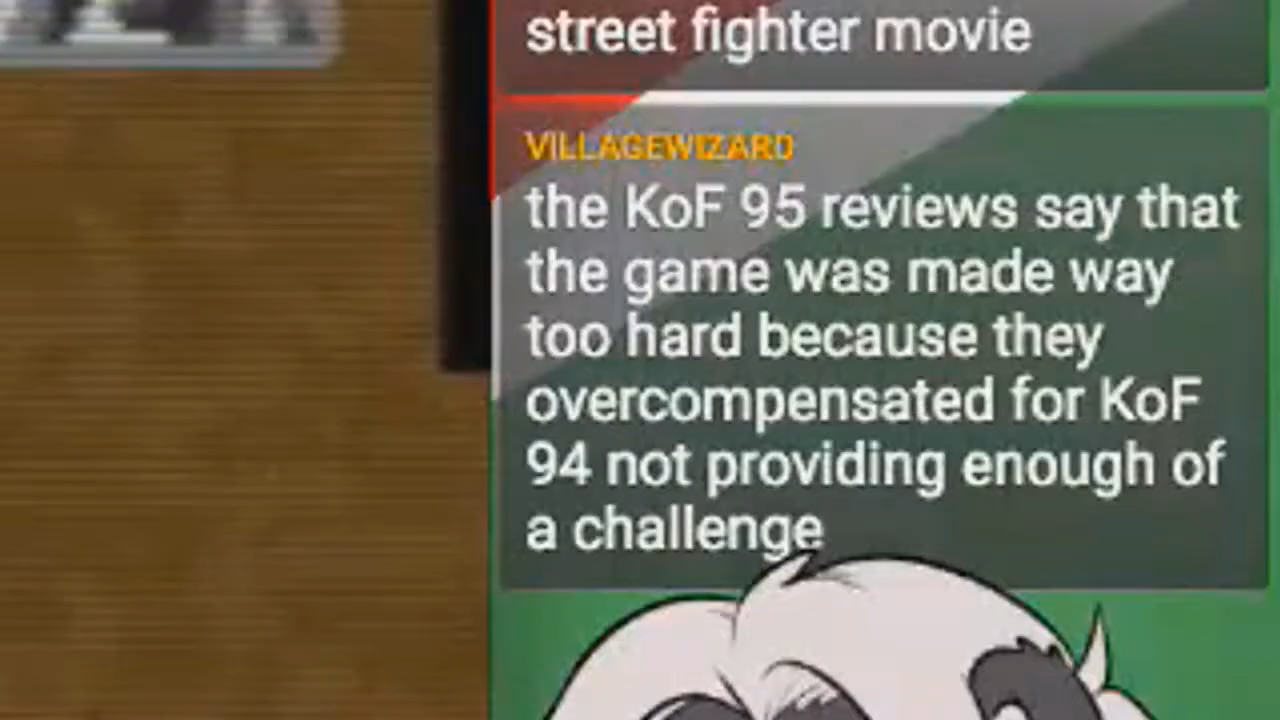 street fighter movie
VILLAGEWIZARD
the KoF 95 reviews say that
the game was made way
too hard because they
overcompensated for KoF
94 not providing enough of
a challenge